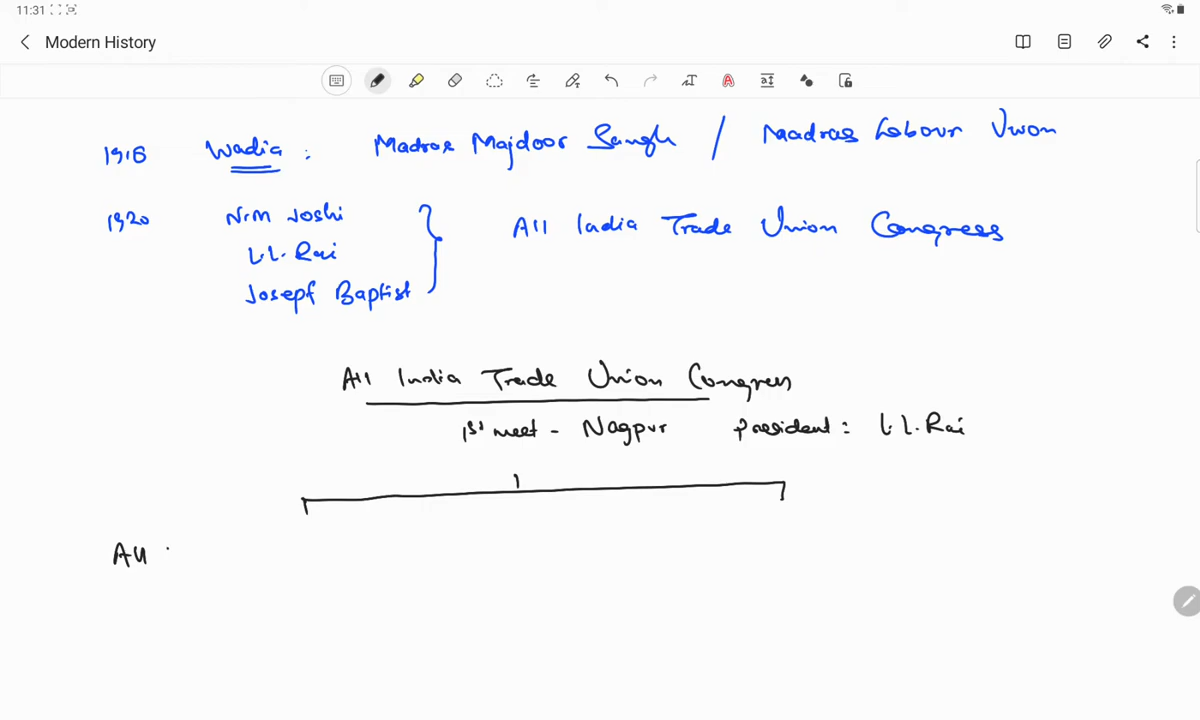 11:31
Modern History
1918 Wadia : Madras Majdoor Sangh / Madras Labour Union
1920 N.M Joshi
L.L. Rai
Josepf Baptist
All India Trade Union Congress
All India Trade Union Congress
1st meet - Nagpur President : L.L. Rai
All